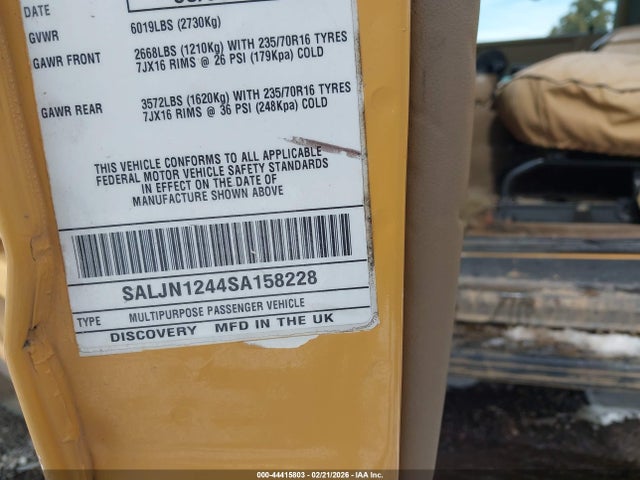 DATE
GVWR 6019LBS (2730Kg)
GAWR FRONT 2668LBS (1210Kg) WITH 235/70R16 TYRES
7JX16 RIMS @ 26 PSI (179Kpa) COLD
GAWR REAR 3572LBS (1620Kg) WITH 235/70R16 TYRES
7JX16 RIMS @ 36 PSI (248Kpa) COLD
THIS VEHICLE CONFORMS TO ALL APPLICABLE
FEDERAL MOTOR VEHICLE SAFETY STANDARDS
IN EFFECT ON THE DATE OF
MANUFACTURE SHOWN ABOVE
SALJN1244SA158228
TYPE MULTIPURPOSE PASSENGER VEHICLE
DISCOVERY MFD IN THE UK
000-44415803 - 02/21/2026 - IAA Inc.